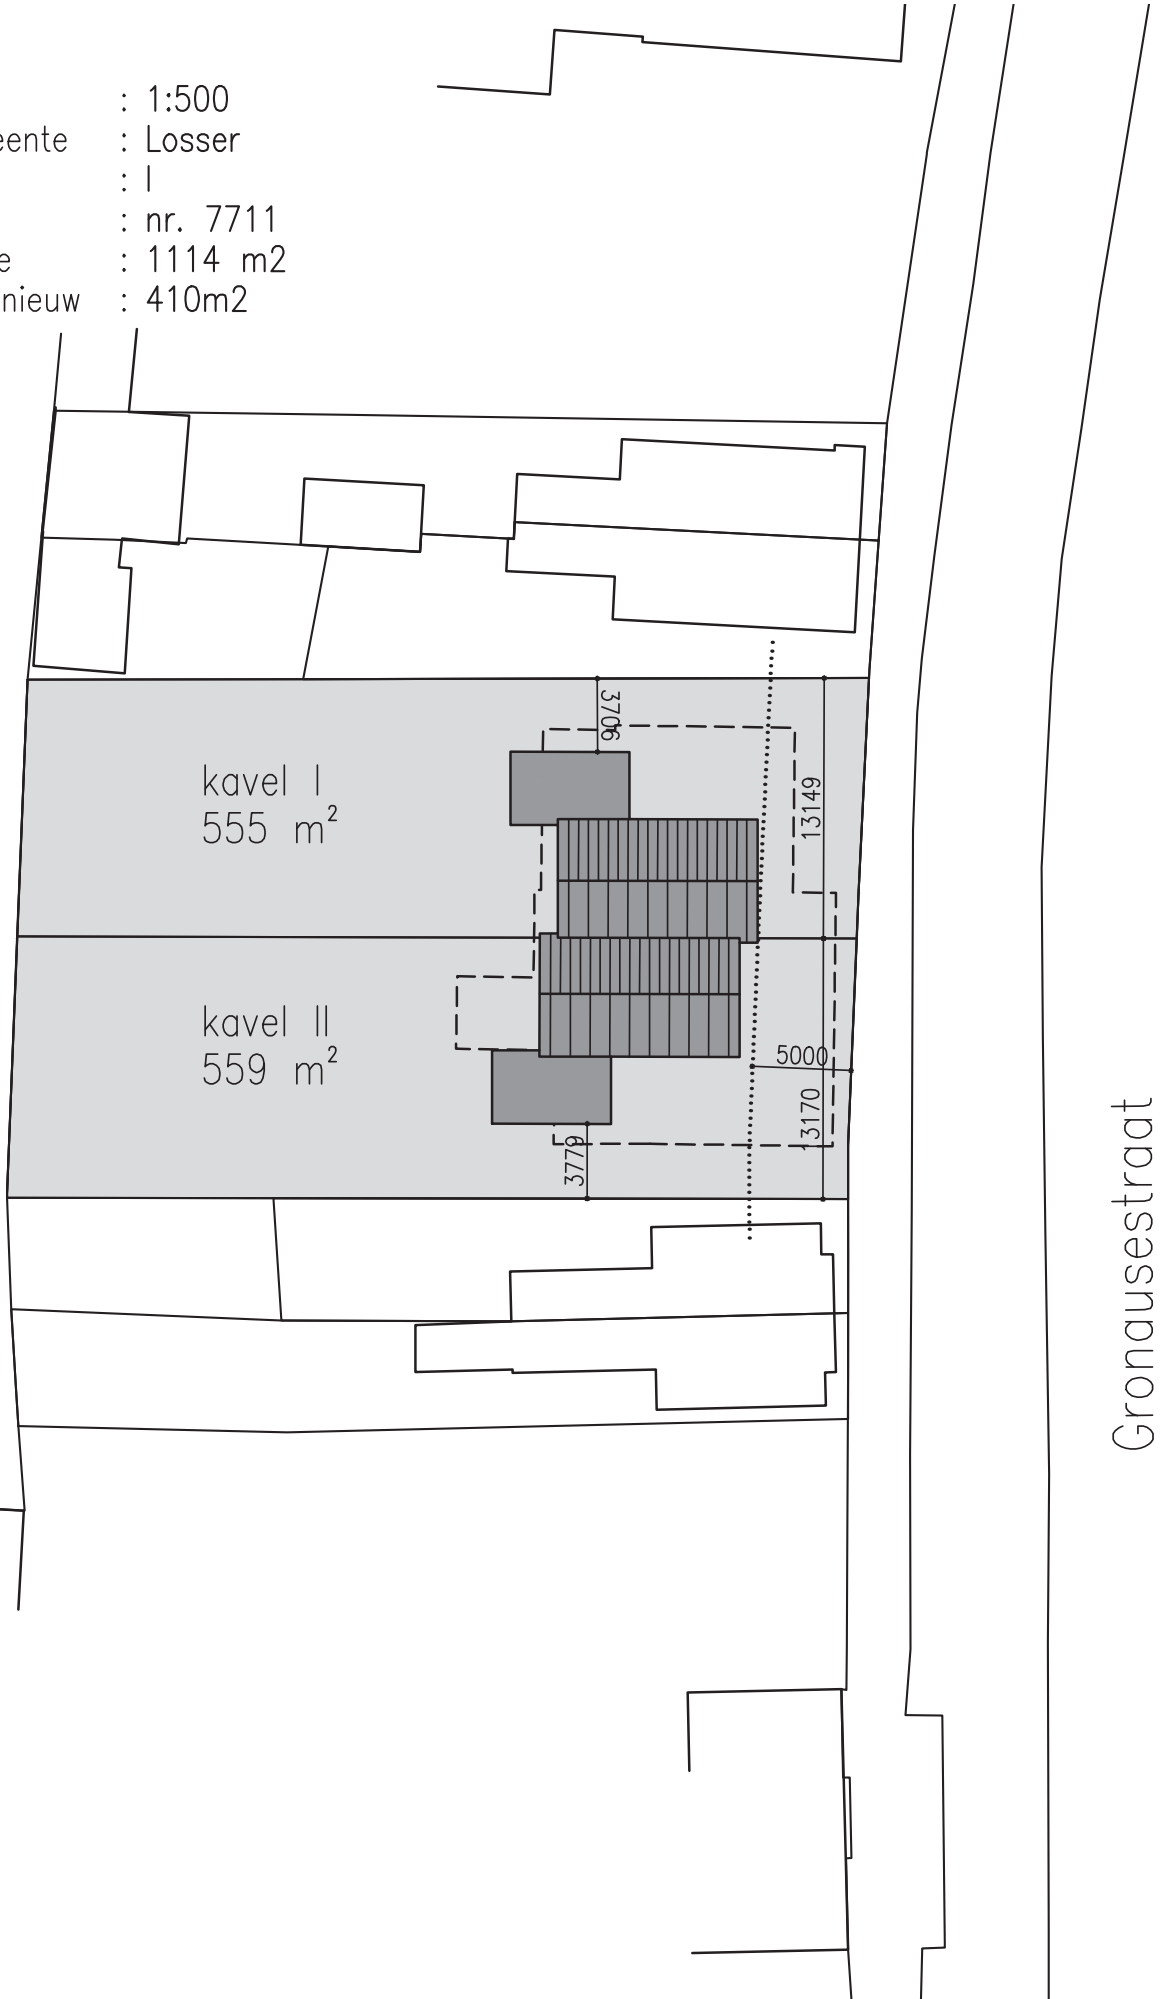 : 1:500
eente : Losser
: I
: nr. 7711
e : 1114 m2
nieuw : 410m2
3706
kavel I
555 m²
13149
kavel II
559 m²
5000
13170
3779
Gronausestraat